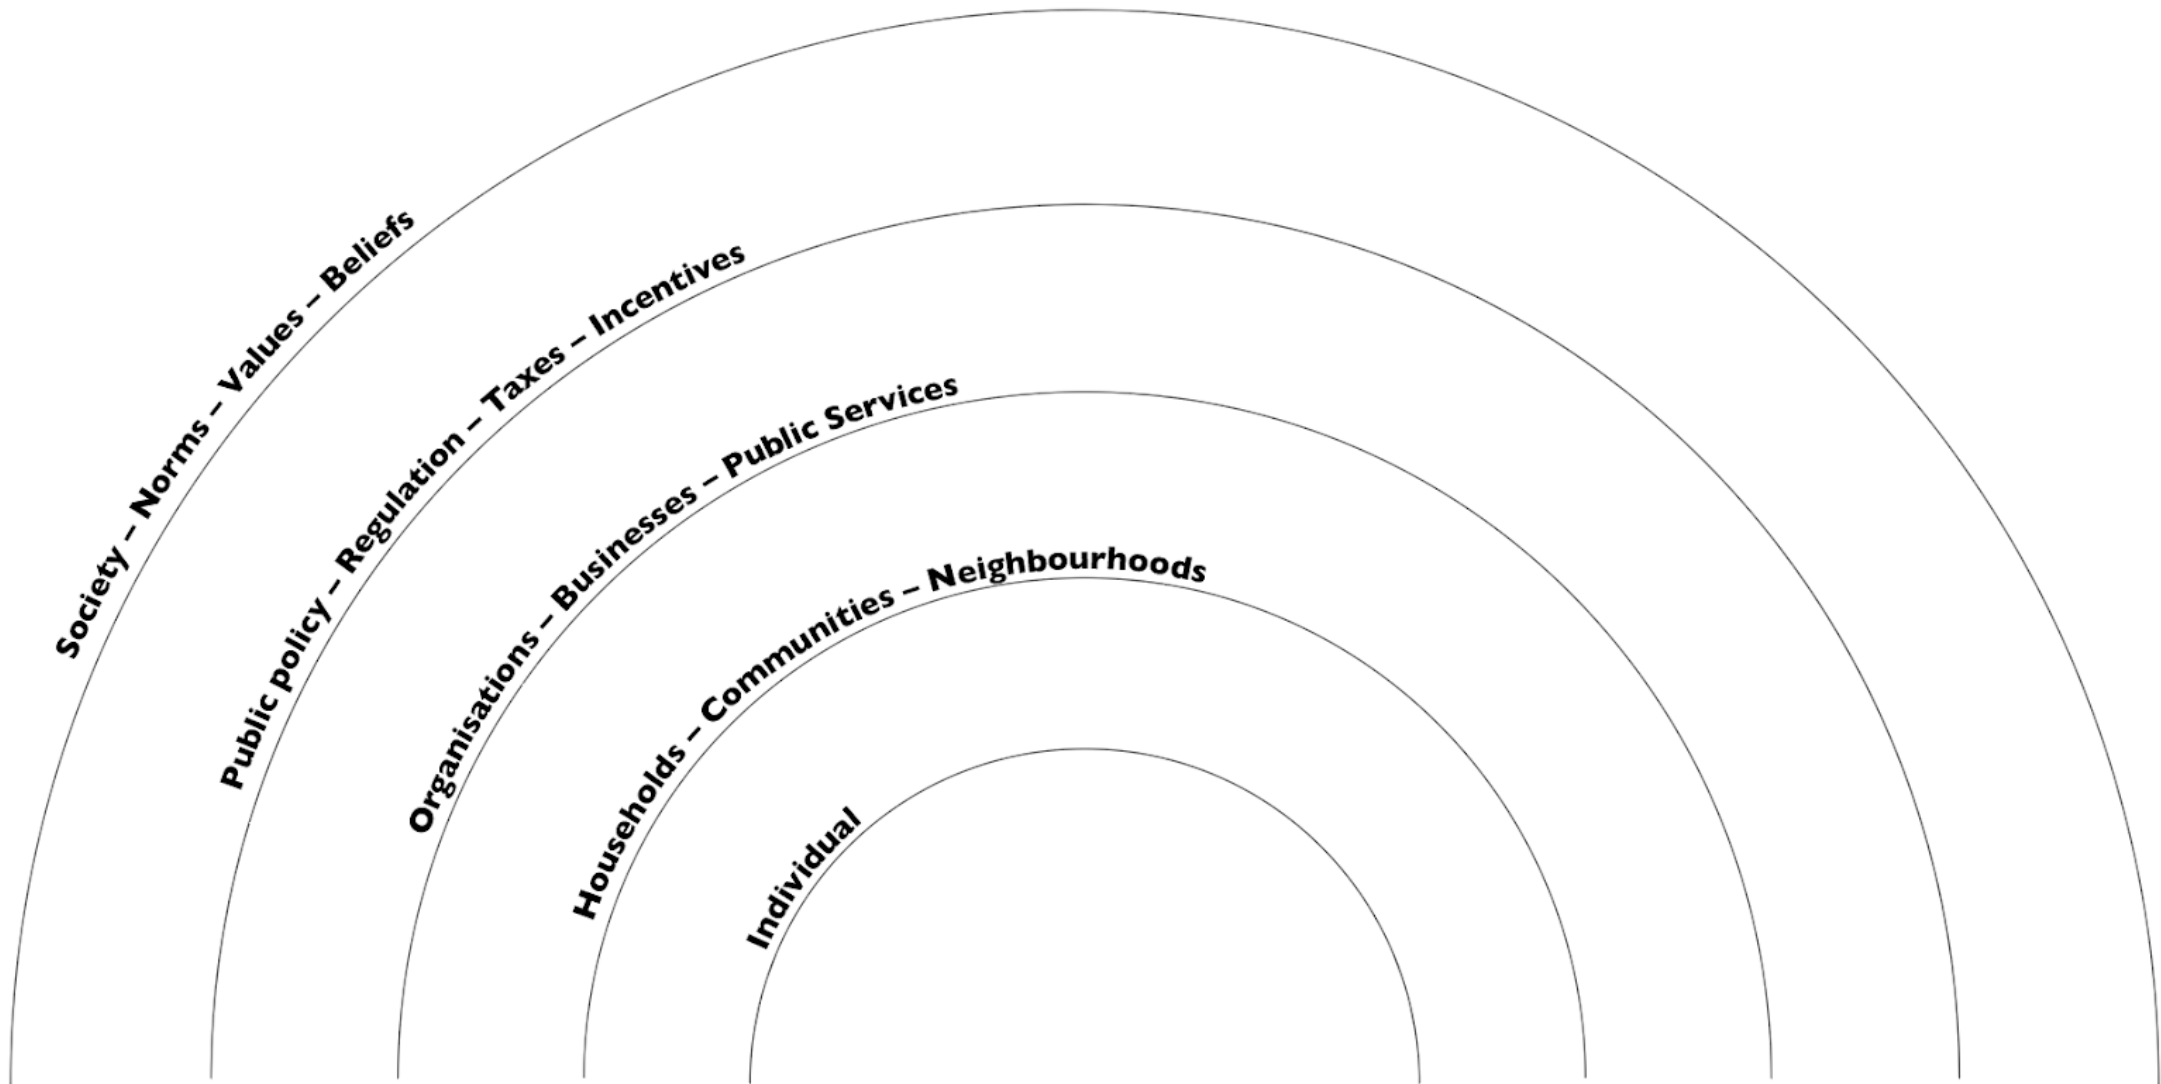 Society – Norms – Values – Beliefs
Public policy – Regulation – Taxes – Incentives
Organisations – Businesses – Public Services
Households – Communities – Neighbourhoods
Individual